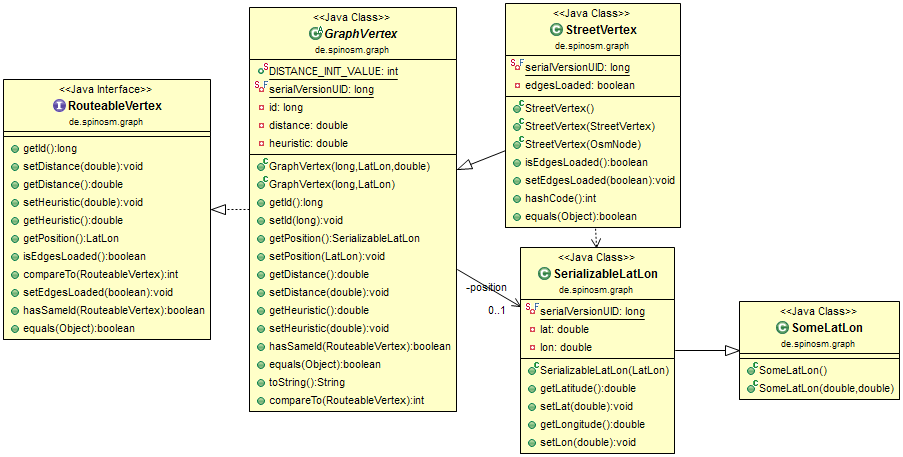 <<Java Interface>>
RouteableVertex
de.spinosm.graph
getId():long
setDistance(double):void
getDistance():double
setHeuristic(double):void
getHeuristic():double
getPosition():LatLon
isEdgesLoaded():boolean
compareTo(RouteableVertex):int
setEdgesLoaded(boolean):void
hasSameId(RouteableVertex):boolean
equals(Object):boolean
<<Java Class>>
GraphVertex
de.spinosm.graph
DISTANCE_INIT_VALUE: int
serialVersionUID: long
id: long
distance: double
heuristic: double
GraphVertex(long,LatLon,double)
GraphVertex(long,LatLon)
getId():long
setId(long):void
getPosition():SerializableLatLon
setPosition(LatLon):void
getDistance():double
setDistance(double):void
getHeuristic():double
setHeuristic(double):void
hasSameId(RouteableVertex):boolean
equals(Object):boolean
toString():String
compareTo(RouteableVertex):int
<<Java Class>>
StreetVertex
de.spinosm.graph
serialVersionUID: long
edgesLoaded: boolean
StreetVertex()
StreetVertex(StreetVertex)
StreetVertex(OsmNode)
isEdgesLoaded():boolean
setEdgesLoaded(boolean):void
hashCode():int
equals(Object):boolean
-position
0..1
<<Java Class>>
SerializableLatLon
de.spinosm.graph
serialVersionUID: long
lat: double
lon: double
SerializableLatLon(LatLon)
getLatitude():double
setLat(double):void
getLongitude():double
setLon(double):void
<<Java Class>>
SomeLatLon
de.spinosm.graph
SomeLatLon()
SomeLatLon(double,double)